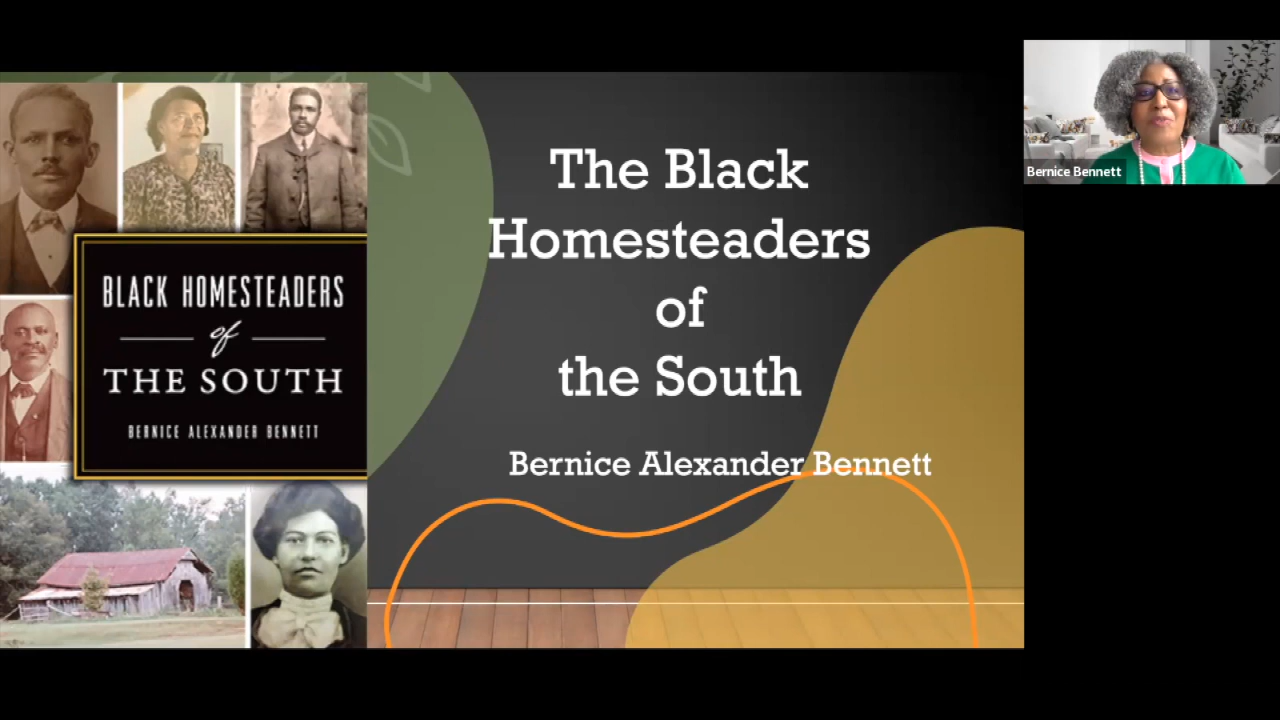 BLACK HOMESTEADERS
of
THE SOUTH
BERNICE ALEXANDER BENNETT
The Black
Homesteaders
of
the South
Bernice Alexander Bennett
Bernice Bennett